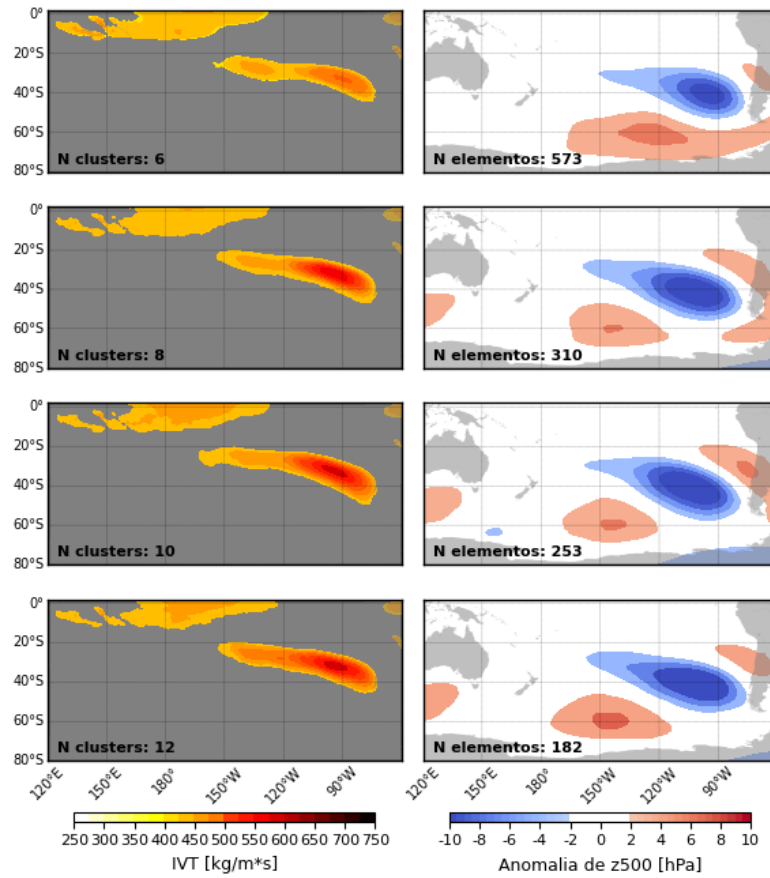 0°
20°S
40°S
60°S
80°S
N clusters: 6
N elementos: 573
0°
20°S
40°S
60°S
80°S
N clusters: 8
N elementos: 310
0°
20°S
40°S
60°S
80°S
N clusters: 10
N elementos: 253
0°
20°S
40°S
60°S
80°S
N clusters: 12
N elementos: 182
120°E 150°E 180° 150°W 120°W 90°W
120°E 150°E 180° 150°W 120°W 90°W
250 300 350 400 450 500 550 600 650 700 750
IVT [kg/m*s]
-10 -8 -6 -4 -2 0 2 4 6 8 10
Anomalia de z500 [hPa]